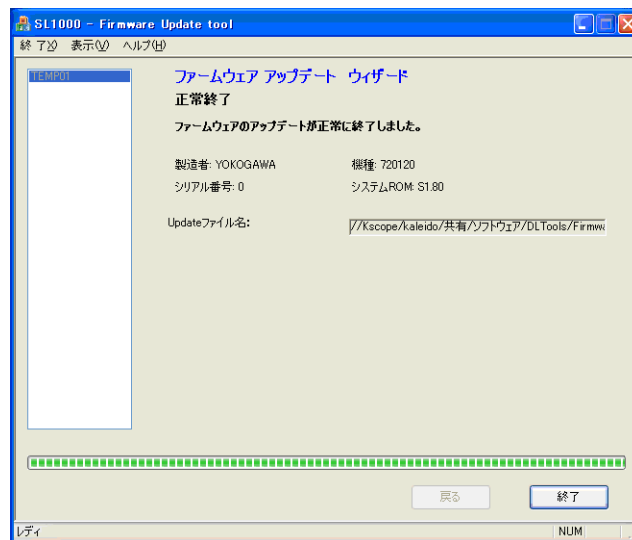 SL1000 - Firmware Update tool
終了(X) 表示(V) ヘルプ(H)
TEMP01
ファームウェア アップデート ウィザード
正常終了
ファームウェアのアップデートが正常に終了しました。
製造者: YOKOGAWA 機種: 720120
シリアル番号: 0 システムROM: S1.80
Updateファイル名: //Kscope/kaleido/共有/ソフトウェア/DLTools/Firmw
戻る 終了
レディ NUM